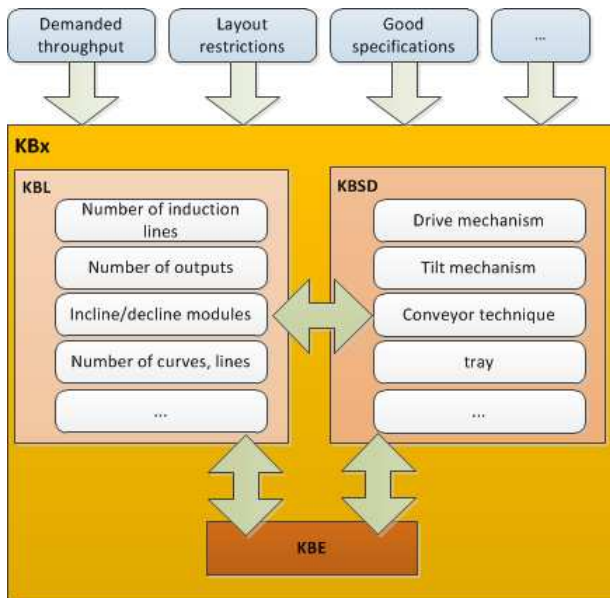 Demanded
throughput
Layout
restrictions
Good
specifications
...
KBx
KBL
Number of induction
lines
Number of outputs
Incline/decline modules
Number of curves, lines
...
KBSD
Drive mechanism
Tilt mechanism
Conveyor technique
tray
...
KBE